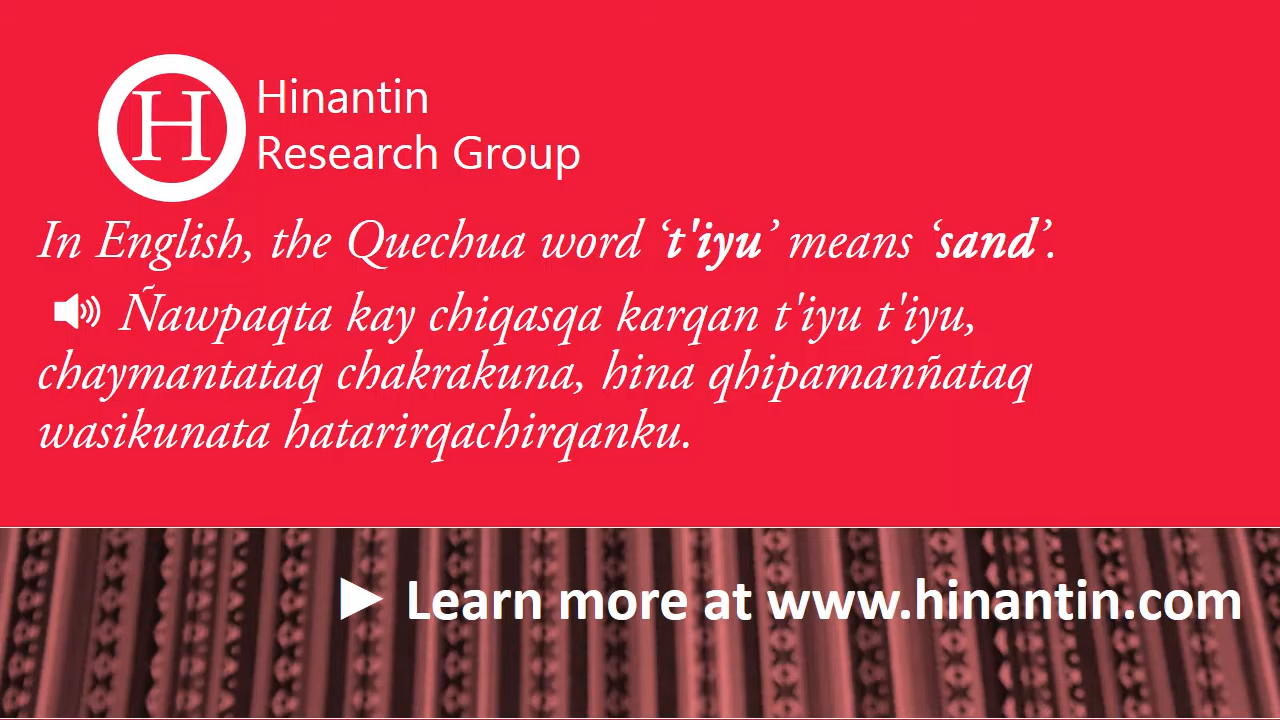 H
Hinantin
Research Group
In English, the Quechua word ‘t'iyu’ means ‘sand’.
Ñawpaqta kay chiqasqa karqan t'iyu t'iyu,
chaymantataq chakrakuna, hina qhipamanñataq
wasikunata hatarirqachirqanku.
Learn more at www.hinantin.com